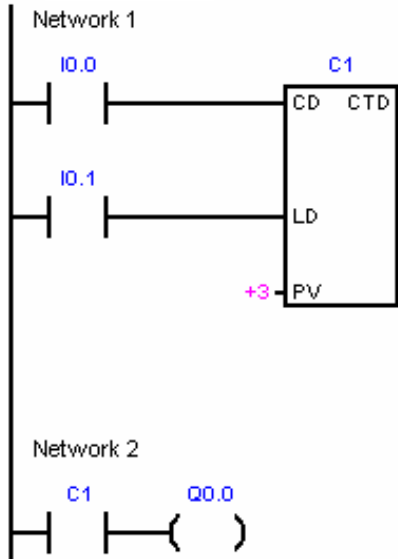 Network 1
I0.0
C1
CD CTD
I0.1
LD
+3 PV
Network 2
C1 Q0.0